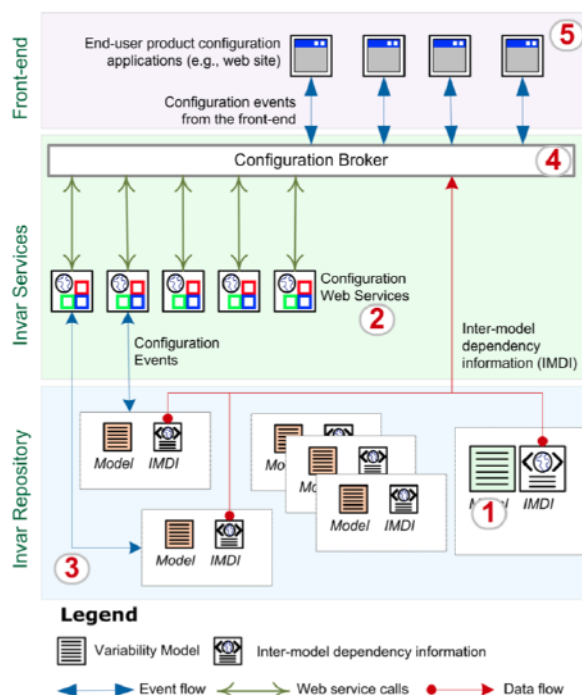 Front-end
End-user product configuration
applications (e.g., web site)
5
Configuration events
from the front-end
Invar Services
Configuration Broker
4
Configuration
Web Services
2
Configuration
Events
Inter-model
dependency
information (IMDI)
Invar Repository
Model IMDI
Model IMDI
Model IMDI
Model IMDI
1
IMDI
Model IMDI
3
Legend
Variability Model
Inter-model dependency information
Event flow
Web service calls
Data flow